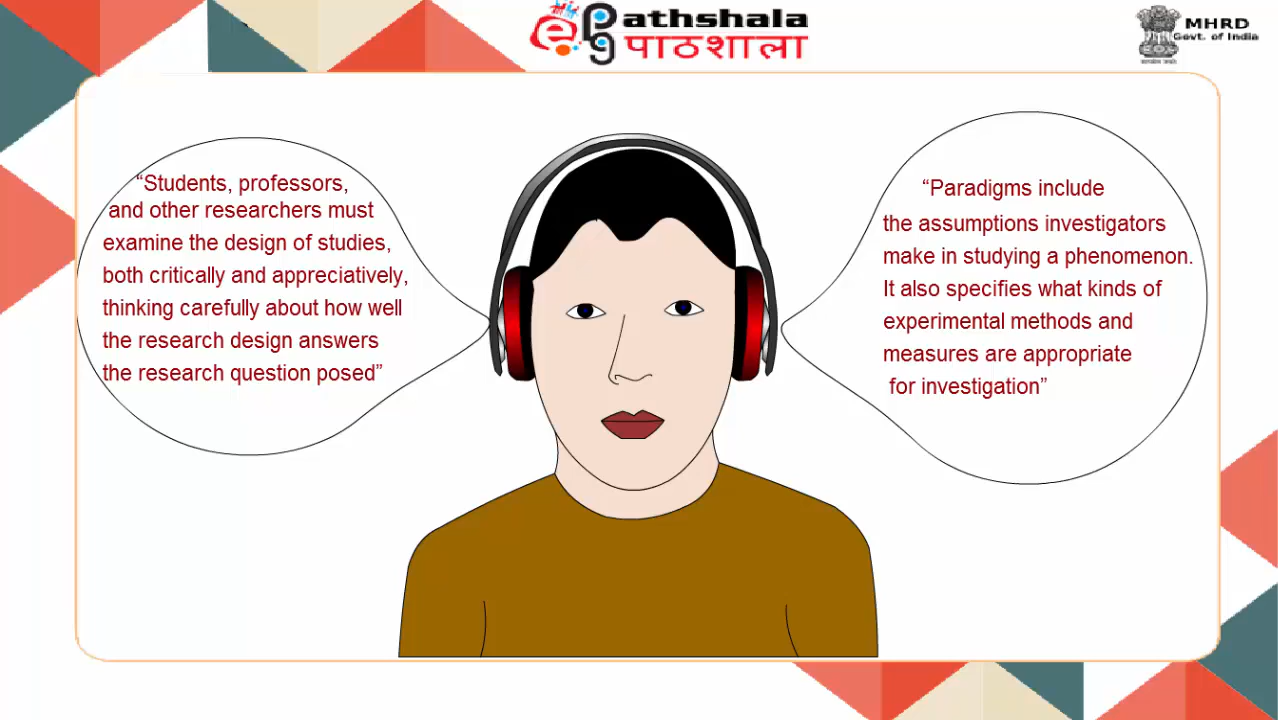 Pathshala
पाठशाला
MHRD
Govt. of India
“Students, professors,
and other researchers must
examine the design of studies,
both critically and appreciatively,
thinking carefully about how well
the research design answers
the research question posed”
“Paradigms include
the assumptions investigators
make in studying a phenomenon.
It also specifies what kinds of
experimental methods and
measures are appropriate
for investigation”